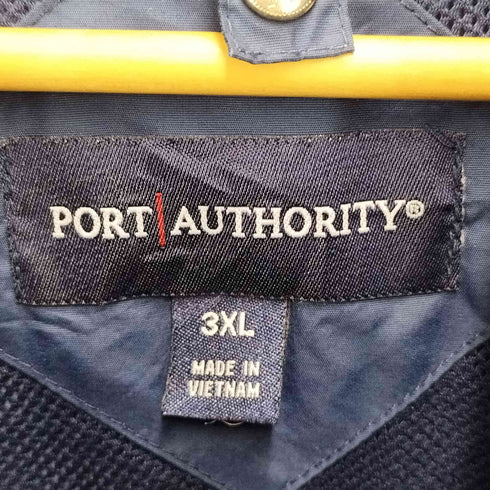 PORT AUTHORITY®
3XL
MADE IN
VIETNAM